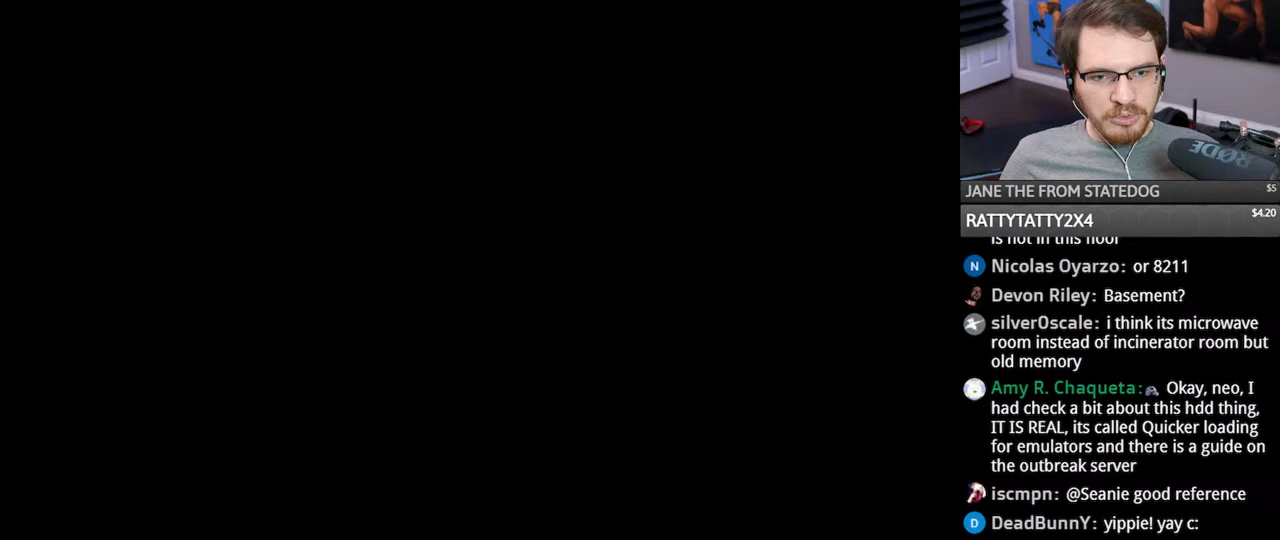 RØDE
JANE THE FROM STATEDOG
$5
RATTYTATTY2X4
$4.20
is not in this floor
Nicolas Oyarzo: or 8211
Devon Riley: Basement?
silver0scale: i think its microwave
room instead of incinerator room but
old memory
Amy R. Chaqueta: Okay, neo, I
had check a bit about this hdd thing,
IT IS REAL, its called Quicker loading
for emulators and there is a guide on
the outbreak server
iscmpn: @Seanie good reference
DeadBunnY: yippie! yay c: